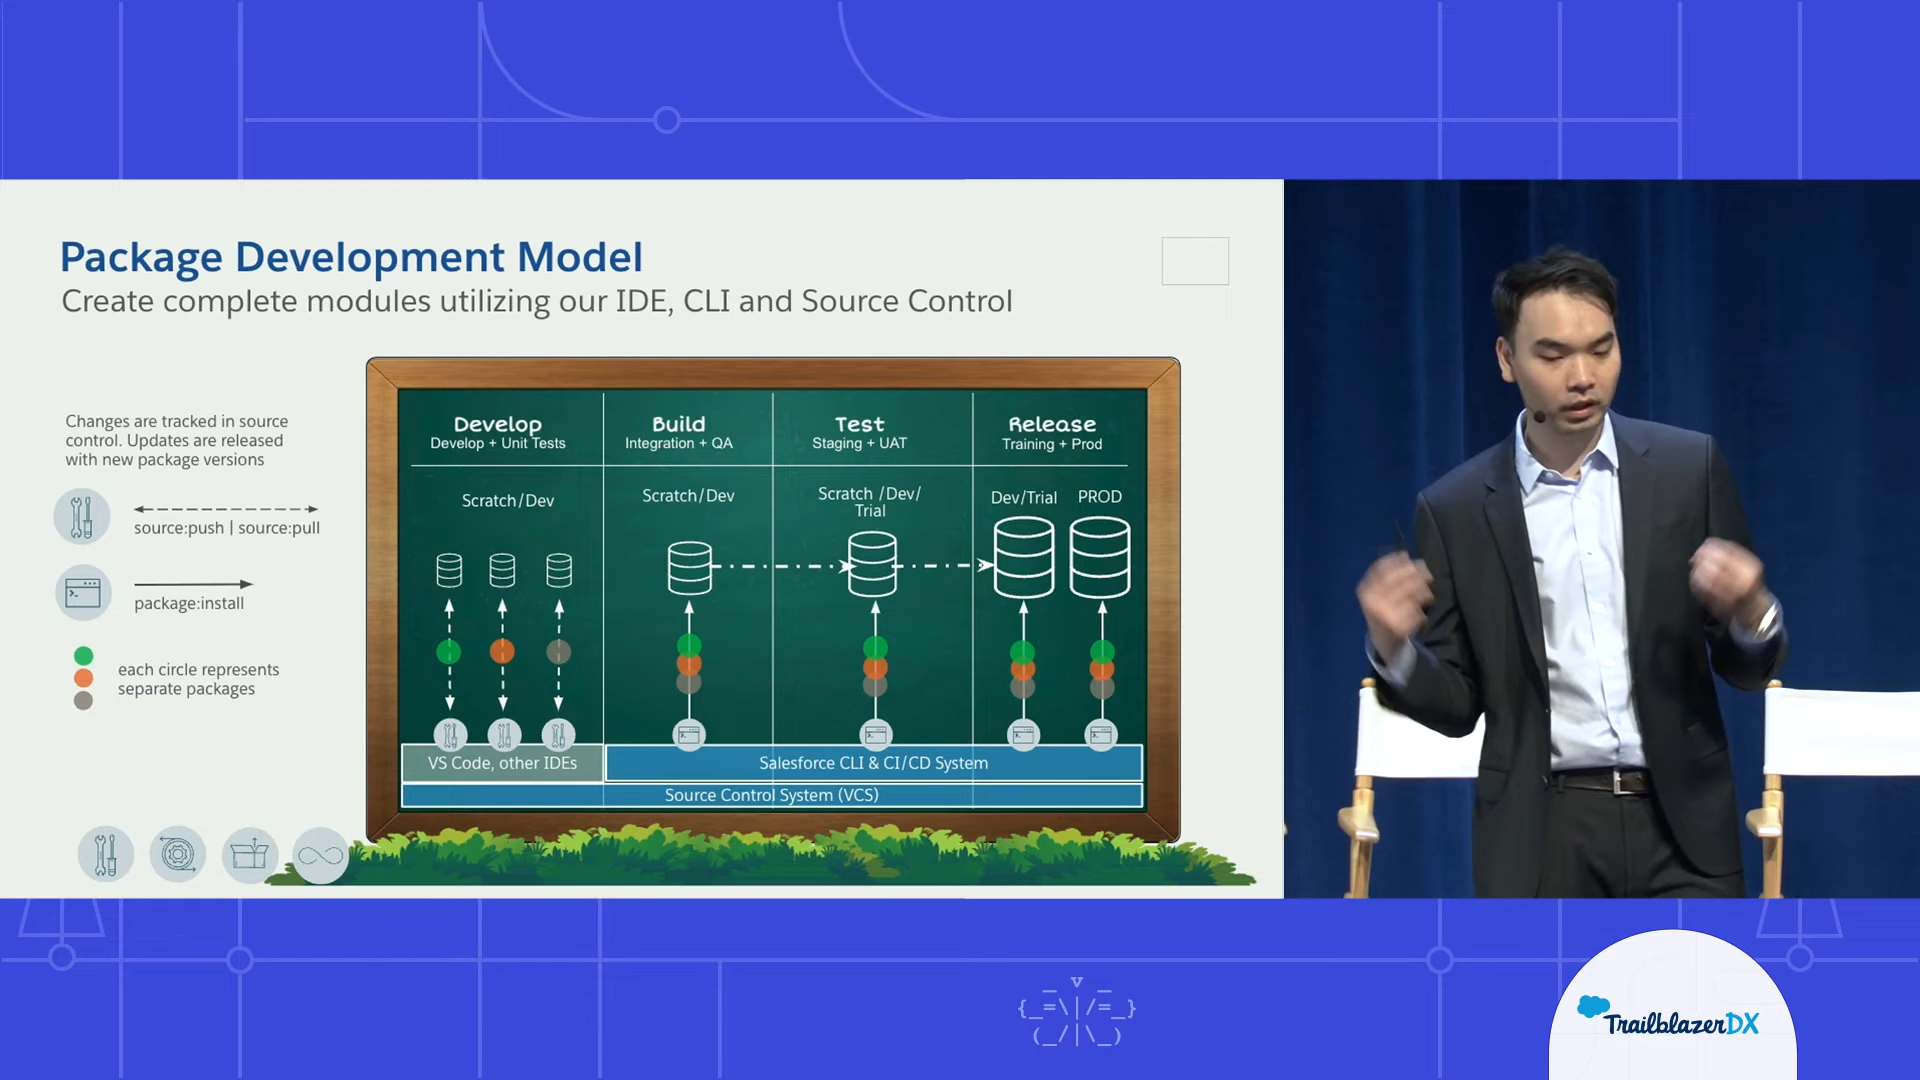 Package Development Model
Create complete modules utilizing our IDE, CLI and Source Control
Changes are tracked in source
control. Updates are released
with new package versions
source:push | source:pull
package:install
each circle represents
separate packages
Develop
Develop + Unit Tests
Build
Integration + QA
Test
Staging + UAT
Release
Training + Prod
Scratch/Dev
Scratch/Dev
Scratch /Dev/
Trial
Dev/Trial
PROD
VS Code, other IDEs
Salesforce CLI & CI/CD System
Source Control System (VCS)
TrailblazerDX